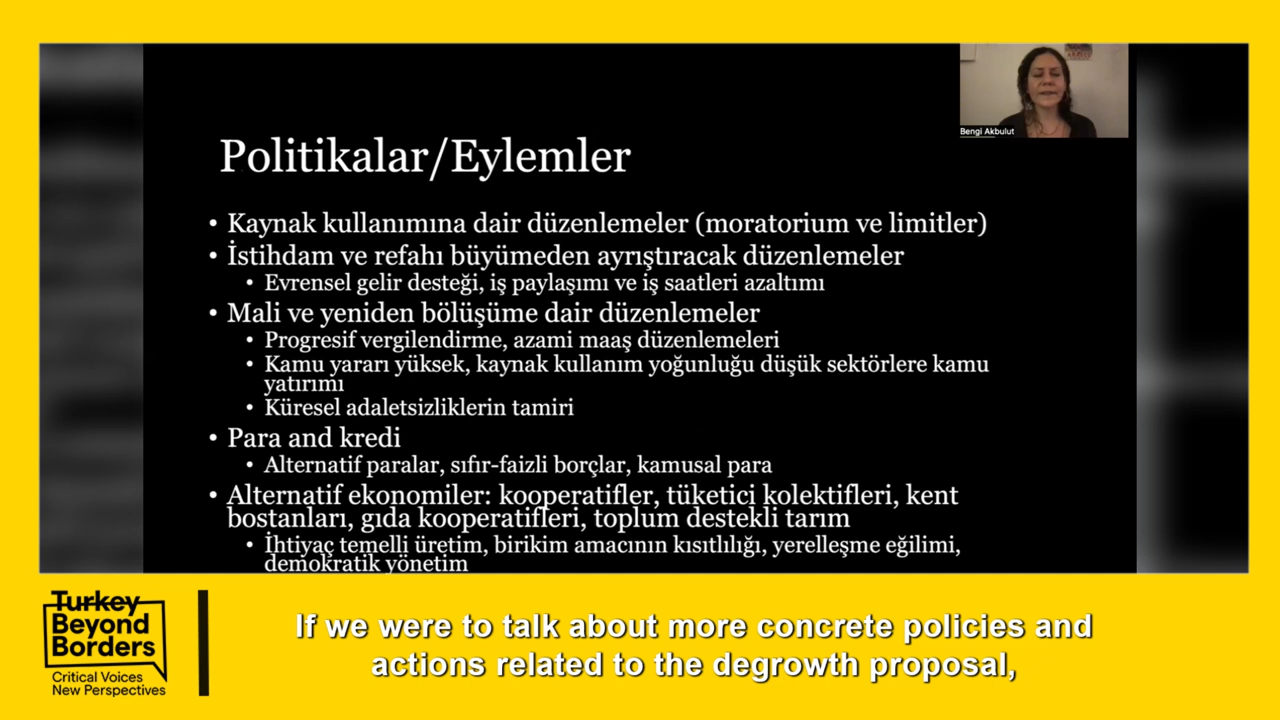 Bengi Akbulut
Politikalar/Eylemler
• Kaynak kullanımına dair düzenlemeler (moratorium ve limitler)
• İstihdam ve refahı büyümeden ayrıştıracak düzenlemeler
• Evrensel gelir desteği, iş paylaşımı ve iş saatleri azaltımı
• Mali ve yeniden bölüşüme dair düzenlemeler
• Progresif vergilendirme, azami maaş düzenlemeleri
• Kamu yararı yüksek, kaynak kullanım yoğunluğu düşük sektörlere kamu
yatırımı
• Küresel adaletsizliklerin tamiri
• Para and kredi
• Alternatif paralar, sıfır-faizli borçlar, kamusal para
• Alternatif ekonomiler: kooperatifler, tüketici kolektifleri, kent
bostanları, gıda kooperatifleri, toplum destekli tarım
• İhtiyaç temelli üretim, birikim amacının kısıtlılığı, yerelleşme eğilimi,
demokratik yönetim
Turkey
Beyond
Borders
Critical Voices
New Perspectives
If we were to talk about more concrete policies and
actions related to the degrowth proposal,